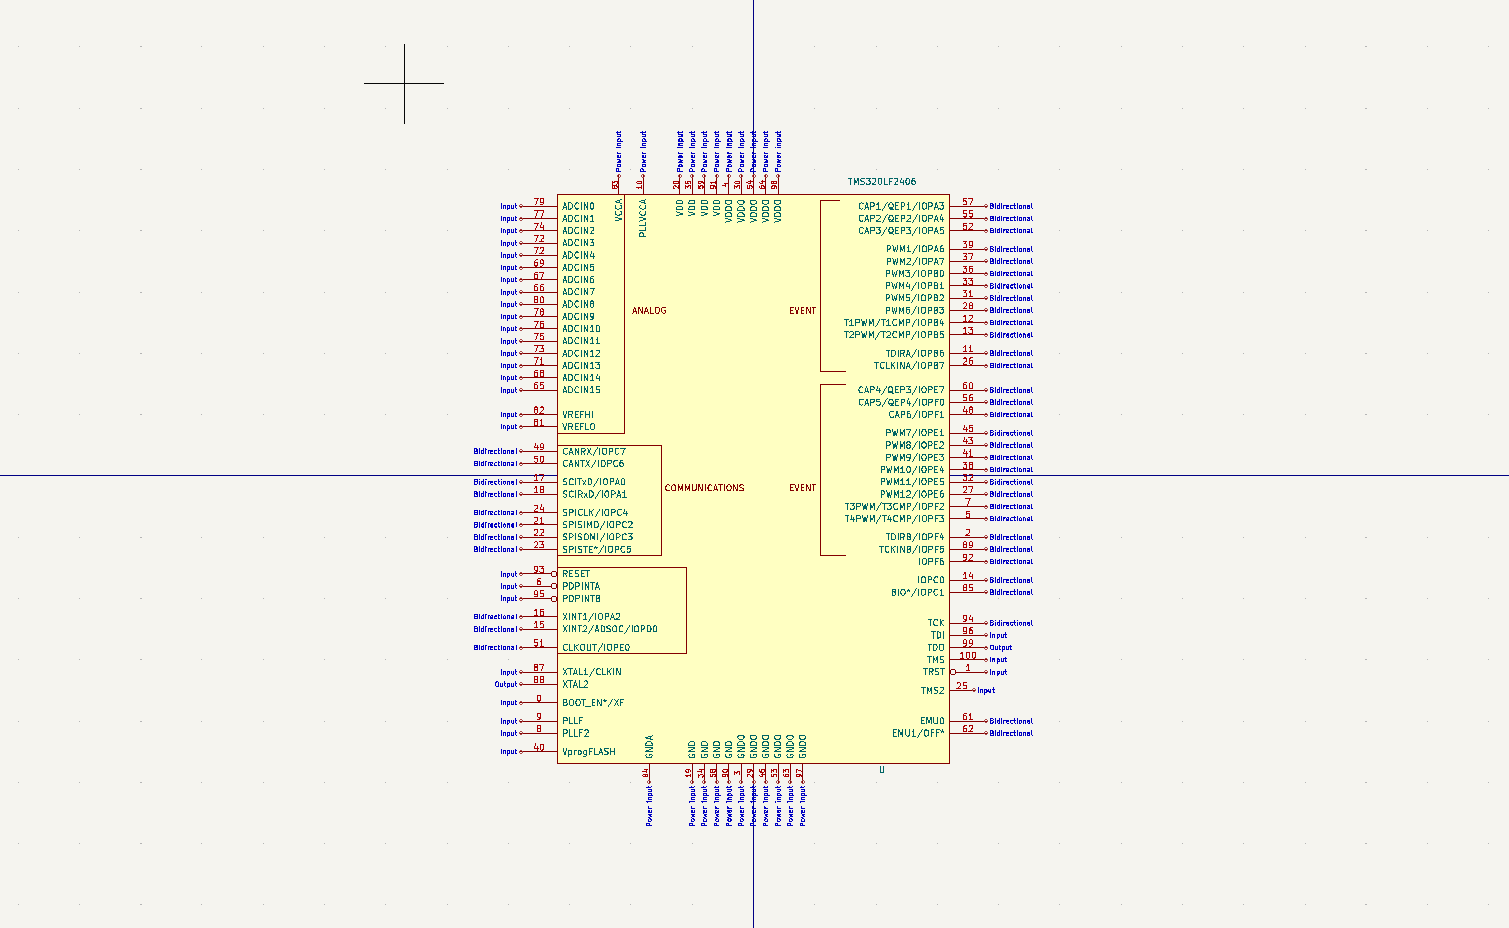 Power Input 83 VCCA
Power Input 10 PLLVCCA
Power Input 20 VDD
Power Input 35 VDD
Power Input 59 VDD
Power Input 91 VDD
Power Input 4 VDDO
Power Input 30 VDDO
Power Input 54 VDDO
Power Input 64 VDDO
Power Input 98 VDDO
TMS320LF2406
Input 79 ADCIN0
Input 77 ADCIN1
Input 74 ADCIN2
Input 72 ADCIN3
Input 72 ADCIN4
Input 69 ADCIN5
Input 67 ADCIN6
Input 66 ADCIN7
Input 80 ADCIN8
Input 78 ADCIN9
Input 76 ADCIN10
Input 75 ADCIN11
Input 73 ADCIN12
Input 71 ADCIN13
Input 68 ADCIN14
Input 65 ADCIN15
Input 82 VREFHI
Input 81 VREFLO
ANALOG
Bidirectional 49 CANRX/IOPC7
Bidirectional 50 CANTX/IOPC6
Bidirectional 17 SCITxD/IOPA0
Bidirectional 18 SCIRxD/IOPA1
Bidirectional 24 SPICLK/IOPC4
Bidirectional 21 SPISIMO/IOPC2
Bidirectional 22 SPISOMI/IOPC3
Bidirectional 23 SPISTE*/IOPC5
COMMUNICATIONS
Input 93 RESET
Input 6 PDPINTA
Input 95 PDPINTB
Bidirectional 16 XINT1/IOPA2
Bidirectional 15 XINT2/ADSOC/IOPD0
Bidirectional 51 CLKOUT/IOPE0
Input 87 XTAL1/CLKIN
Output 88 XTAL2
Input 0 BOOT_EN*/XF
Input 9 PLLF
Input 8 PLLF2
Input 40 VprogFLASH
EVENT
CAP1/QEP1/IOPA3 57 Bidirectional
CAP2/QEP2/IOPA4 55 Bidirectional
CAP3/QEP3/IOPA5 52 Bidirectional
PWM1/IOPA6 39 Bidirectional
PWM2/IOPA7 37 Bidirectional
PWM3/IOPB0 36 Bidirectional
PWM4/IOPB1 33 Bidirectional
PWM5/IOPB2 31 Bidirectional
PWM6/IOPB3 28 Bidirectional
T1PWM/T1CMP/IOPB4 12 Bidirectional
T2PWM/T2CMP/IOPB5 13 Bidirectional
TDIRA/IOPB6 11 Bidirectional
TCLKINA/IOPB7 26 Bidirectional
EVENT
CAP4/QEP3/IOPE7 60 Bidirectional
CAP5/QEP4/IOPF0 56 Bidirectional
CAP6/IOPF1 48 Bidirectional
PWM7/IOPE1 45 Bidirectional
PWM8/IOPE2 43 Bidirectional
PWM9/IOPE3 41 Bidirectional
PWM10/IOPE4 38 Bidirectional
PWM11/IOPE5 32 Bidirectional
PWM12/IOPE6 27 Bidirectional
T3PWM/T3CMP/IOPF2 7 Bidirectional
T4PWM/T4CMP/IOPF3 5 Bidirectional
TDIRB/IOPF4 2 Bidirectional
TCKINB/IOPF5 89 Bidirectional
IOPF6 92 Bidirectional
IOPC0 14 Bidirectional
BIO*/IOPC1 85 Bidirectional
TCK 94 Bidirectional
TDI 96 Input
TDO 99 Output
TMS 100 Input
TRST 1 Input
TMS2 25 Input
EMU0 61 Bidirectional
EMU1/OFF* 62 Bidirectional
GNDA 84 Power Input
GND 19 Power Input
GND 34 Power Input
GND 58 Power Input
GND 90 Power Input
GNDO 3 Power Input
GNDO 29 Power Input
GNDO 46 Power Input
GNDO 53 Power Input
GNDO 63 Power Input
GNDO 97 Power Input
U